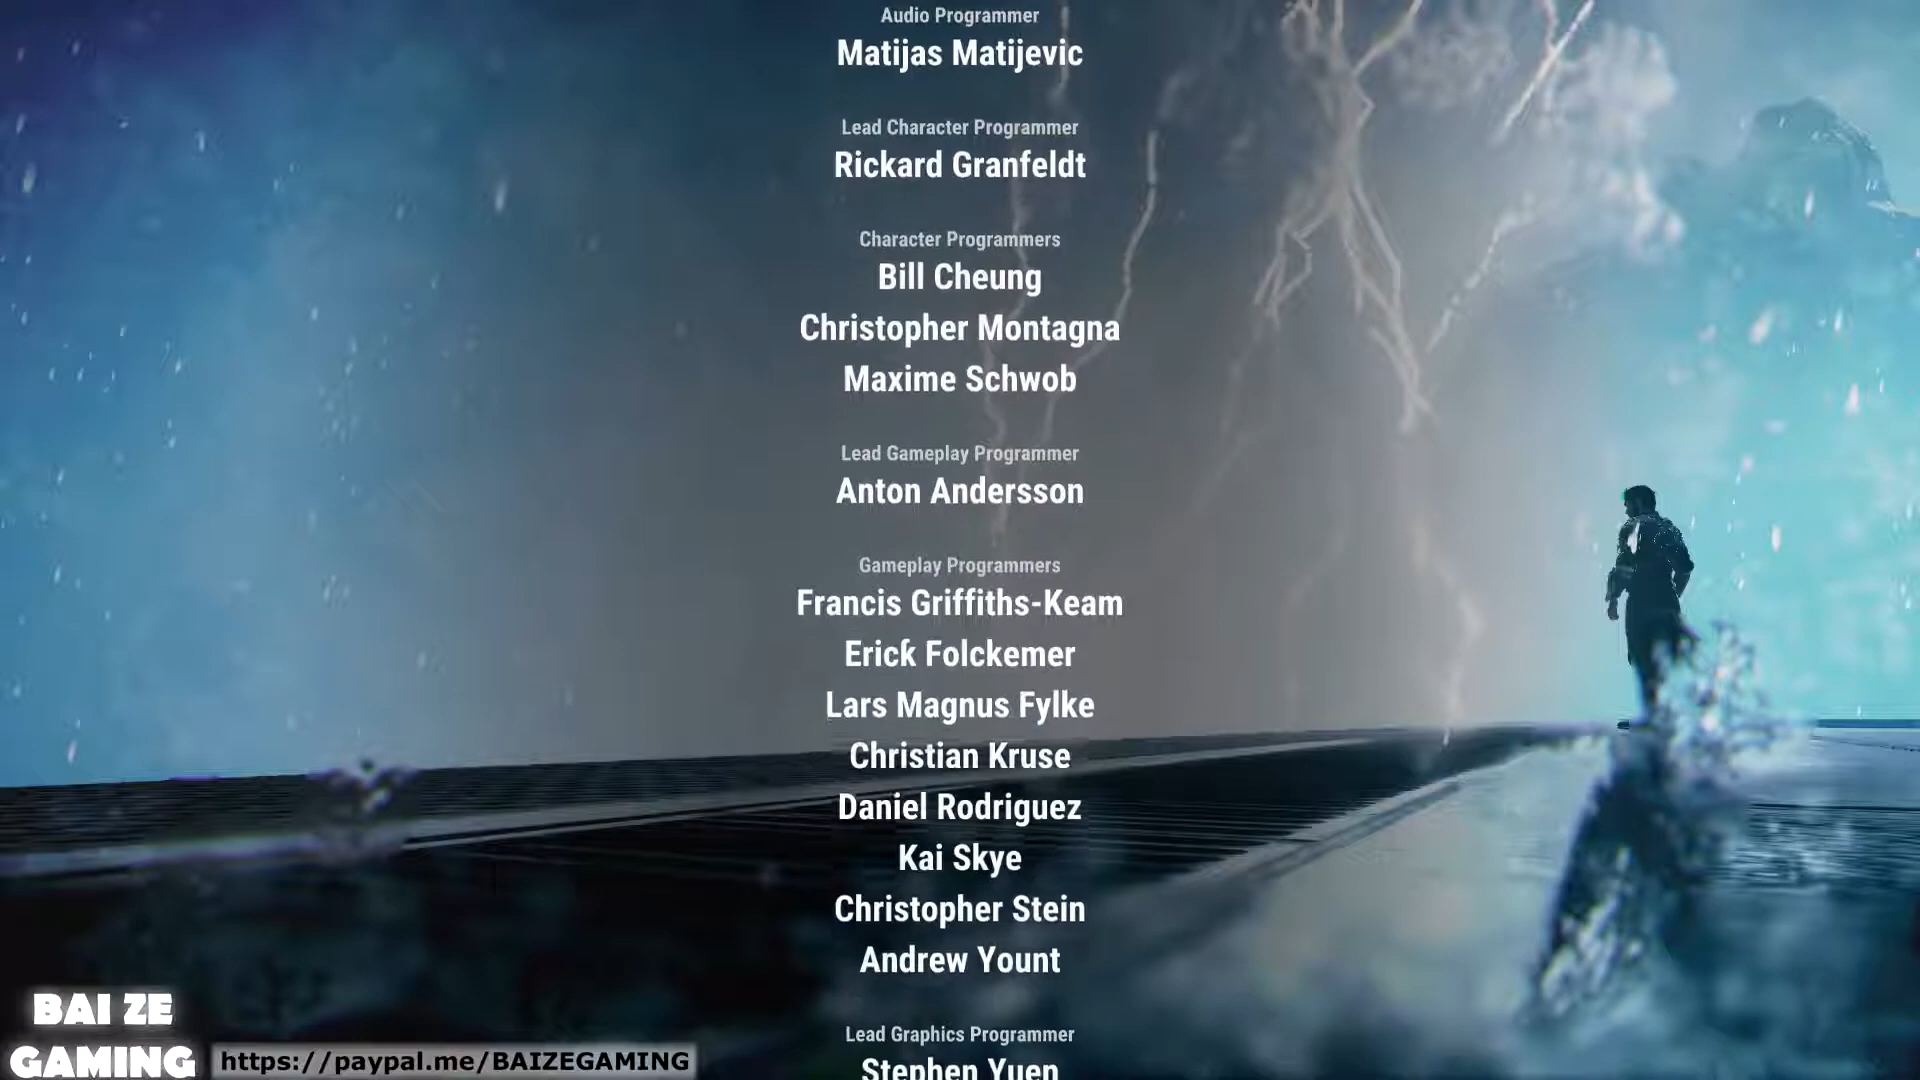 Audio Programmer
Matijas Matijevic
Lead Character Programmer
Rickard Granfeldt
Character Programmers
Bill Cheung
Christopher Montagna
Maxime Schwob
Lead Gameplay Programmer
Anton Andersson
Gameplay Programmers
Francis Griffiths-Keam
Erick Folckemer
Lars Magnus Fylke
Christian Kruse
Daniel Rodriguez
Kai Skye
Christopher Stein
Andrew Yount
Lead Graphics Programmer
Stephen Yuen
BAI ZE
GAMING
https://paypal.me/BAIZEGAMING